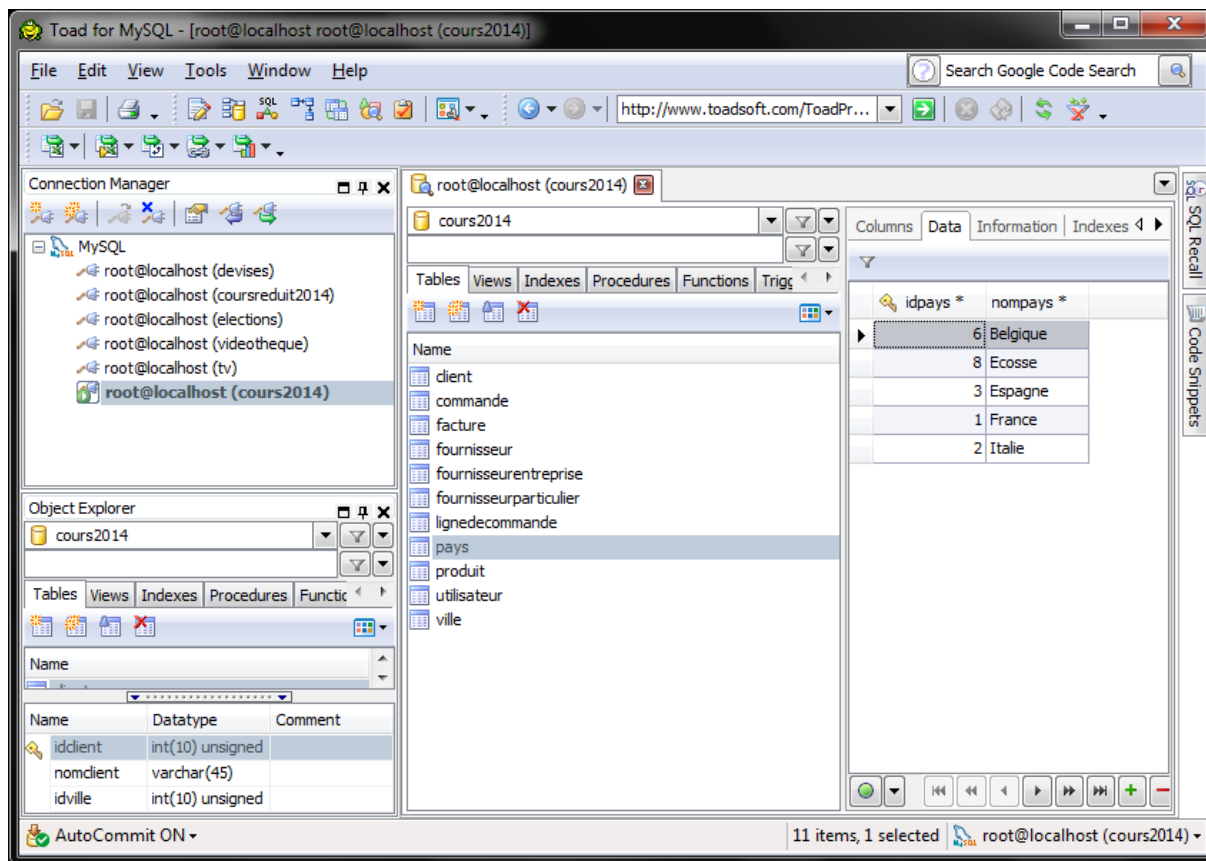 Toad for MySQL - [root@localhost root@localhost (cours2014)]
File Edit View Tools Window Help
Search Google Code Search
SQL
http://www.toadsoft.com/ToadPr...
Connection Manager
MySQL
root@localhost (devises)
root@localhost (coursreduit2014)
root@localhost (elections)
root@localhost (videotheque)
root@localhost (tv)
root@localhost (cours2014)
Object Explorer
cours2014
Tables Views Indexes Procedures Functic
Name
Name Datatype Comment
idclient int(10) unsigned
nomclient varchar(45)
idville int(10) unsigned
root@localhost (cours2014)
cours2014
Tables Views Indexes Procedures Functions Trigg
Name
client
commande
facture
fournisseur
fournisseurentreprise
fournisseurparticulier
lignedecommande
pays
produit
utilisateur
ville
Columns Data Information Indexes
idpays * nompays *
6 Belgique
8 Ecosse
3 Espagne
1 France
2 Italie
SQL Recall
Code Snippets
AutoCommit ON
11 items, 1 selected root@localhost (cours2014)